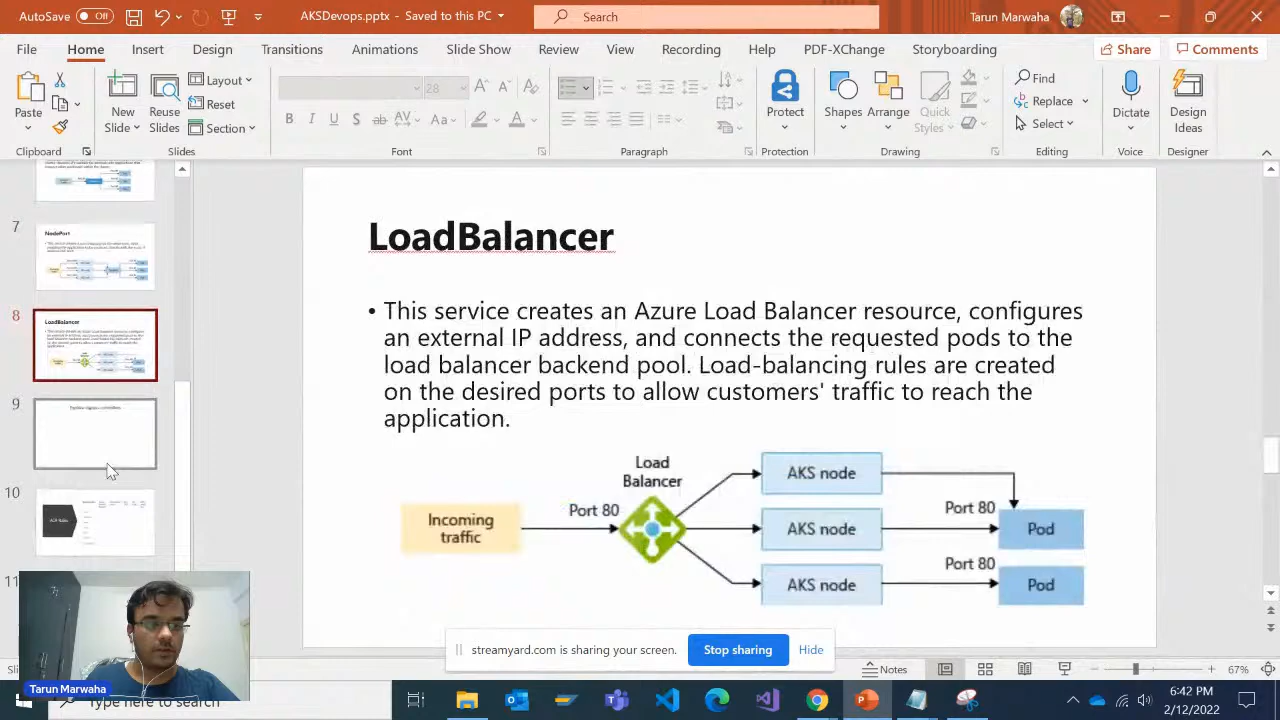 AutoSave
Off
AKSDevops.pptx - Saved to this PC
Search
Tarun Marwaha
File
Home
Insert
Design
Transitions
Animations
Slide Show
Review
View
Recording
Help
PDF-XChange
Storyboarding
Share
Comments
Paste
New
Slide
Reuse
Slides
Layout
Reset
Section
Find
Replace
Select
Protect
Shapes
Arrange
Quick
Styles
Dictate
Design
Ideas
Clipboard
Slides
Font
Paragraph
Protection
Drawing
Editing
Voice
Designer
7
NodePort
8
LoadBalancer
9
10
11
LoadBalancer
• This service creates an Azure Load Balancer resource, configures
an external IP address, and connects the requested pods to the
load balancer backend pool. Load-balancing rules are created
on the desired ports to allow customers' traffic to reach the
application.
Load
Balancer
Incoming
traffic
Port 80
AKS node
AKS node
AKS node
Port 80
Pod
Port 80
Pod
streamyard.com is sharing your screen.
Stop sharing
Hide
Notes
67%
Tarun Marwaha
Type here to search
6:42 PM
2/12/2022